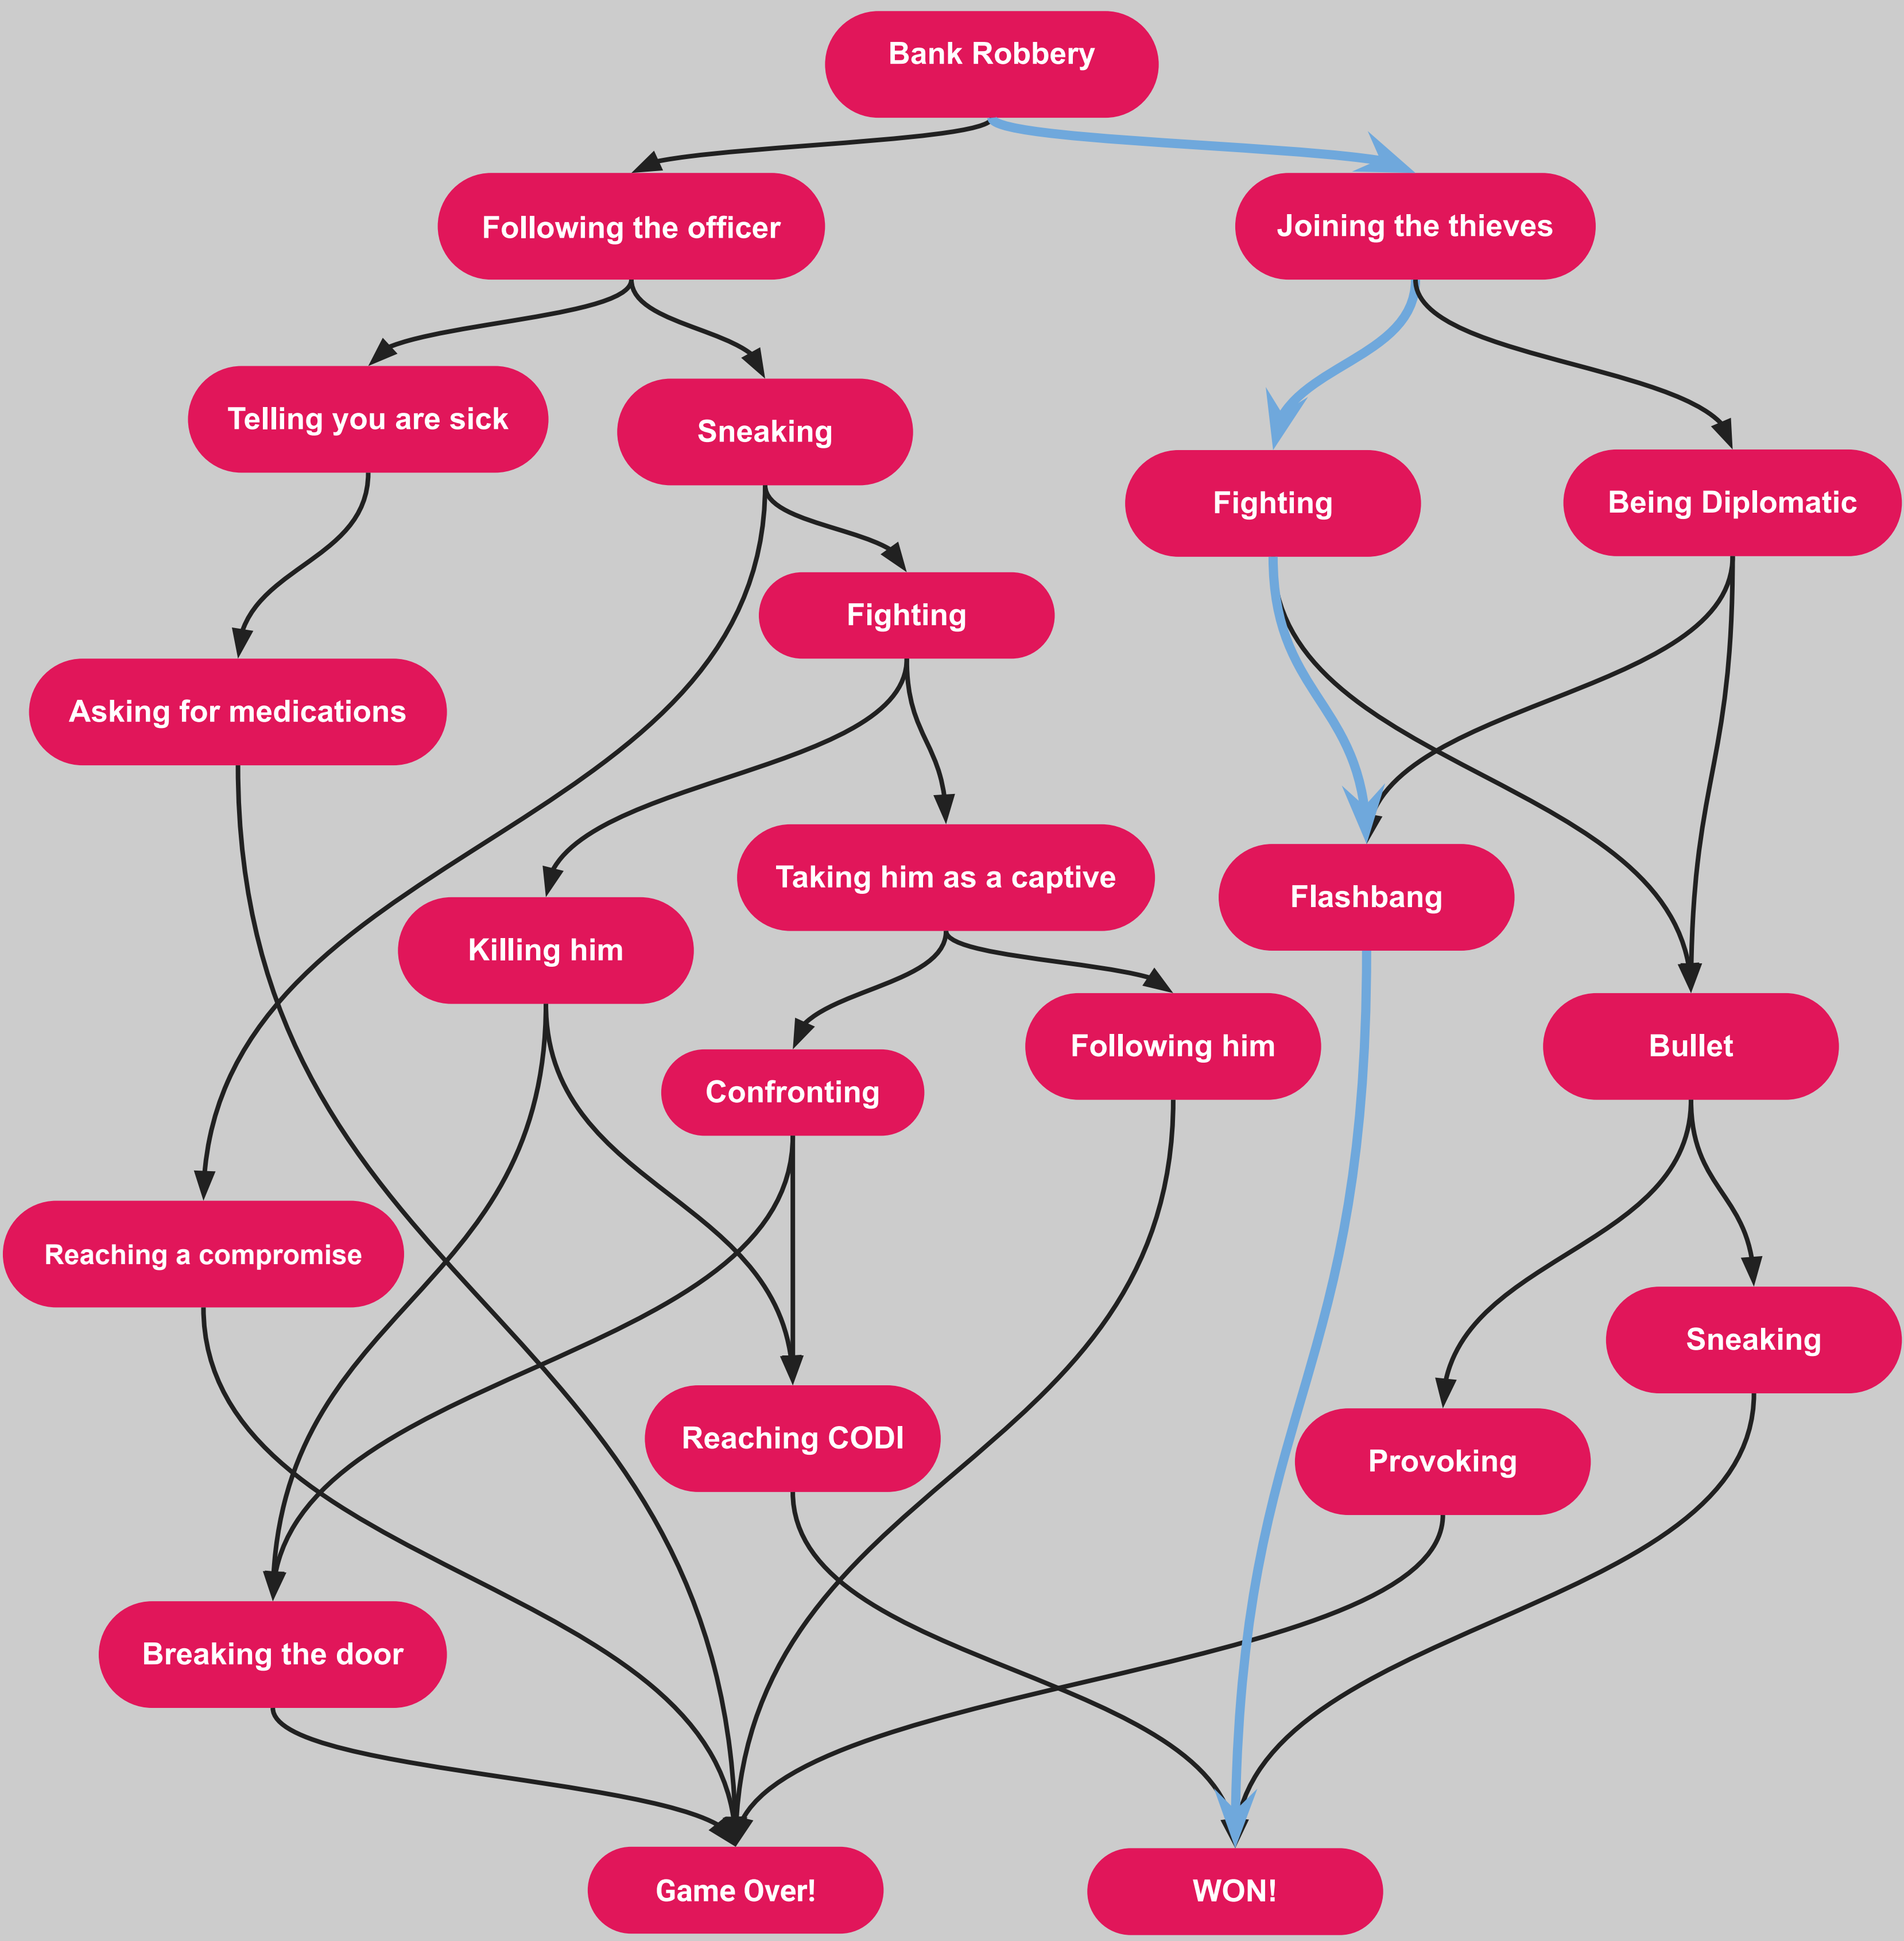 Bank Robbery
Following the officer
Joining the thieves
Telling you are sick
Sneaking
Fighting
Being Diplomatic
Fighting
Asking for medications
Taking him as a captive
Flashbang
Killing him
Following him
Bullet
Confronting
Reaching a compromise
Sneaking
Reaching CODI
Provoking
Breaking the door
Game Over!
WON!